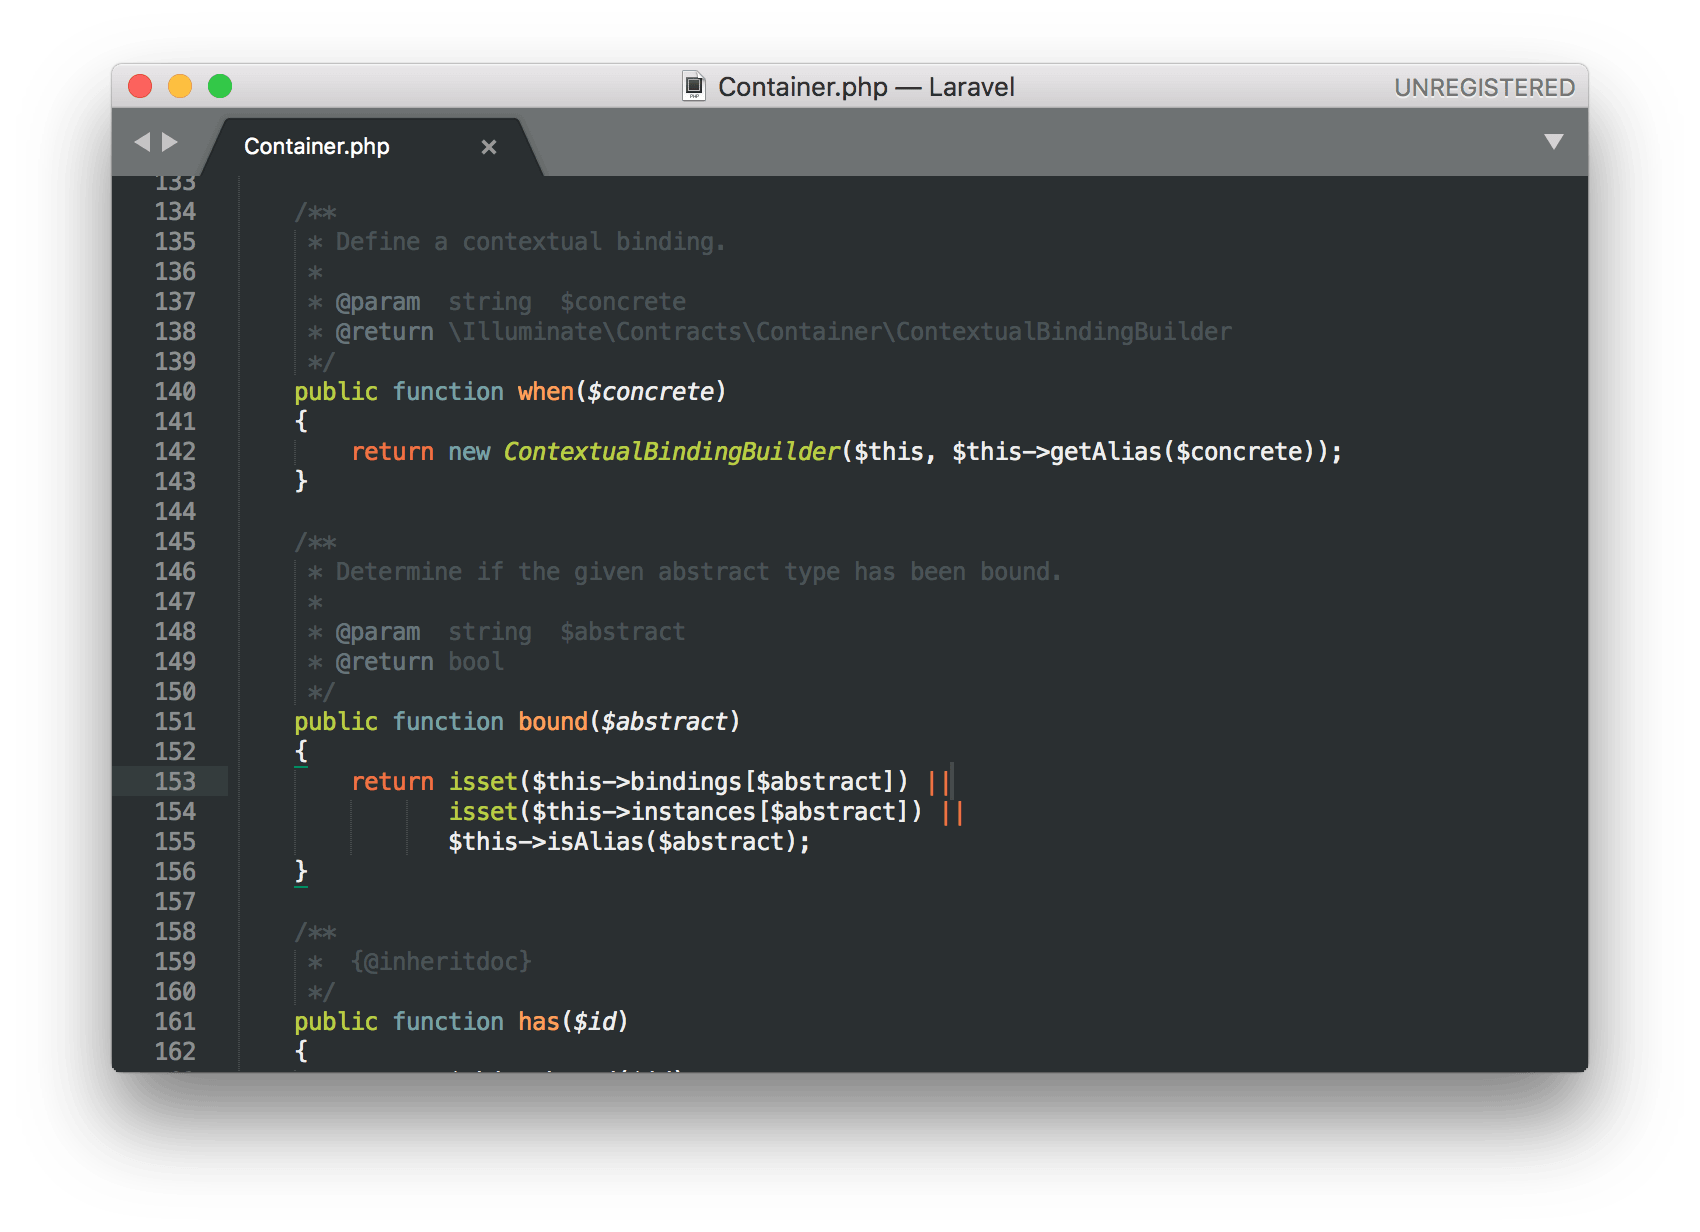 Container.php — Laravel
UNREGISTERED
Container.php
133
134 /**
135 * Define a contextual binding.
136 *
137 * @param  string  $concrete
138 * @return \Illuminate\Contracts\Container\ContextualBindingBuilder
139 */
140 public function when($concrete)
141 {
142 return new ContextualBindingBuilder($this, $this->getAlias($concrete));
143 }
144
145 /**
146 * Determine if the given abstract type has been bound.
147 *
148 * @param  string  $abstract
149 * @return bool
150 */
151 public function bound($abstract)
152 {
153 return isset($this->bindings[$abstract]) ||
154 isset($this->instances[$abstract]) ||
155 $this->isAlias($abstract);
156 }
157
158 /**
159 *  {@inheritdoc}
160 */
161 public function has($id)
162 {